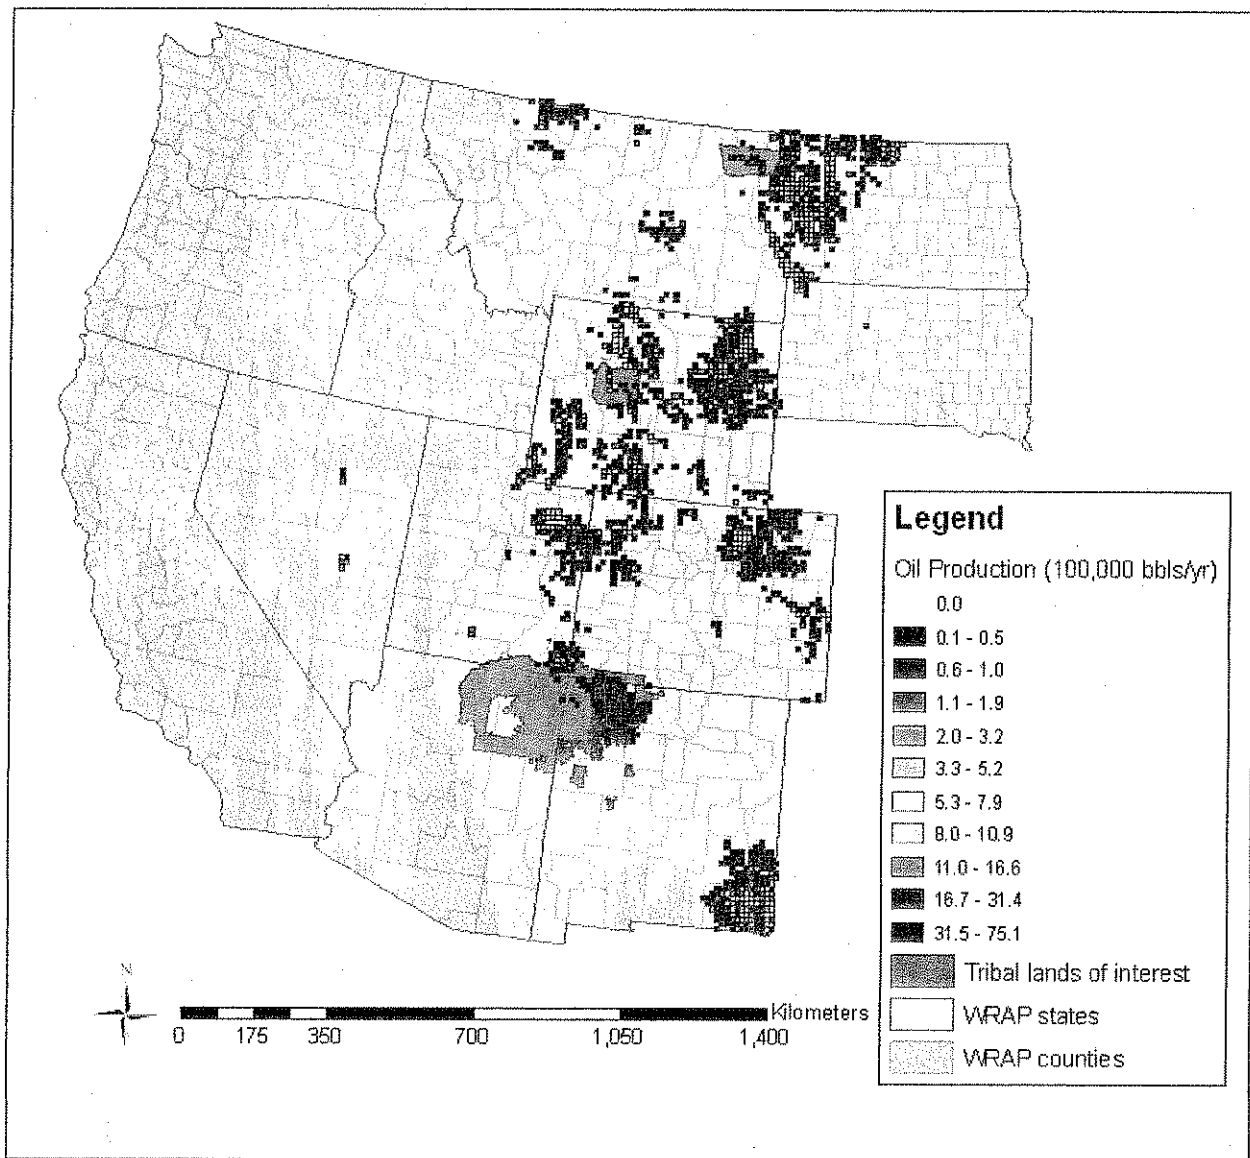 Legend
Oil Production (100,000 bbls/yr)
0.0
0.1 - 0.5
0.6 - 1.0
1.1 - 1.9
2.0 - 3.2
3.3 - 5.2
5.3 - 7.9
8.0 - 10.9
11.0 - 16.6
16.7 - 31.4
31.5 - 75.1
Tribal lands of interest
WRAP states
WRAP counties
N
Kilometers
0 175 350 700 1,050 1,400